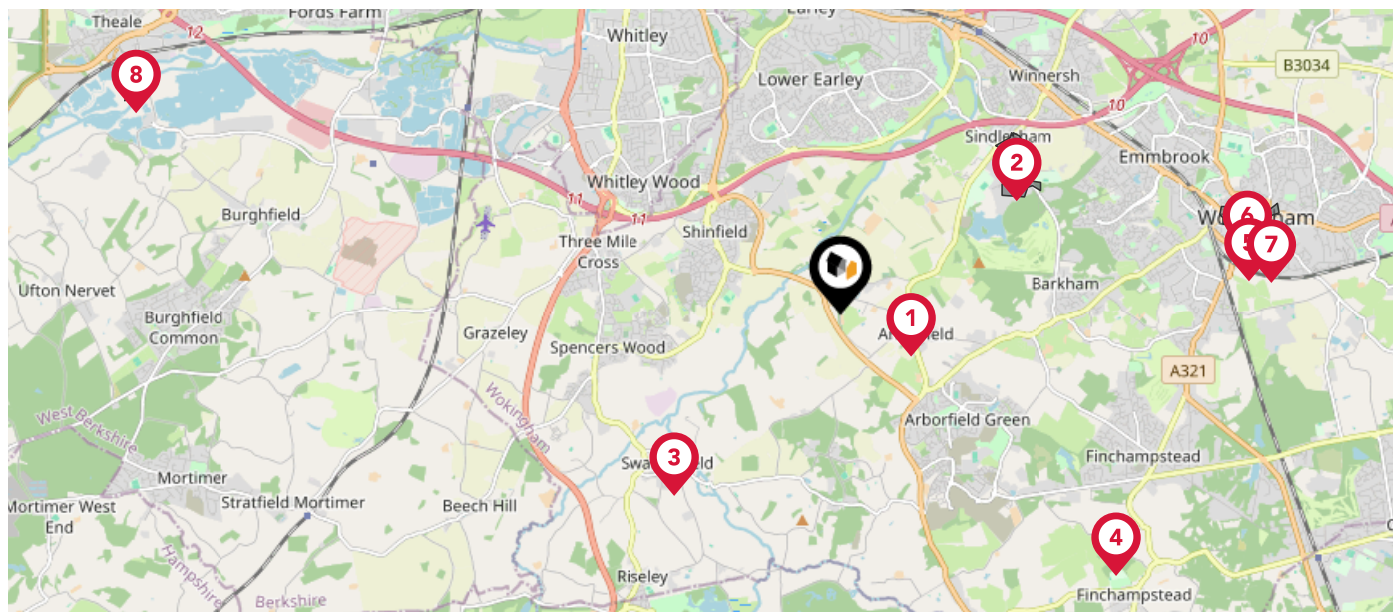 Theale
Fords Farm
12
Whitley
Earley
10
B3034
8
Lower Earley
Winnersh
10
Sindlesham
2
Emmbrook
Whitley Wood
11
11
Burghfield
Shinfield
6
5
7
Three Mile
Cross
Ufton Nervet
Barkham
Burghfield
Common
Grazeley
Spencers Wood
1
A321
West Berkshire
Wokingham
Arborfield Green
Finchampstead
3
Mortimer
Stratfield Mortimer
Beech Hill
Mortimer West
End
4
Hampshire
Berkshire
Riseley
Finchampstead